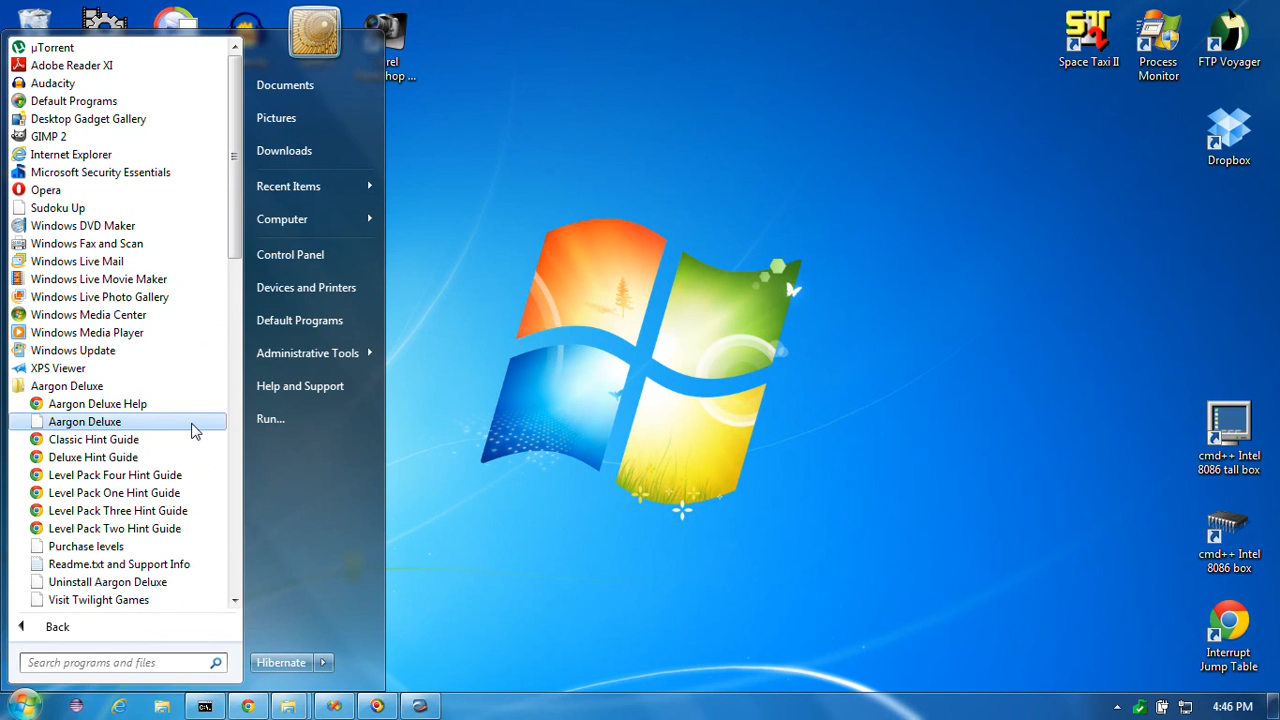 µTorrent
Adobe Reader XI
Audacity
Default Programs
Desktop Gadget Gallery
GIMP 2
Internet Explorer
Microsoft Security Essentials
Opera
Sudoku Up
Windows DVD Maker
Windows Fax and Scan
Windows Live Mail
Windows Live Movie Maker
Windows Live Photo Gallery
Windows Media Center
Windows Media Player
Windows Update
XPS Viewer
Aargon Deluxe
Aargon Deluxe Help
Aargon Deluxe
Classic Hint Guide
Deluxe Hint Guide
Level Pack Four Hint Guide
Level Pack One Hint Guide
Level Pack Three Hint Guide
Level Pack Two Hint Guide
Purchase levels
Readme.txt and Support Info
Uninstall Aargon Deluxe
Visit Twilight Games
Back
Search programs and files
Documents
Pictures
Downloads
Recent Items
Computer
Control Panel
Devices and Printers
Default Programs
Administrative Tools
Help and Support
Run...
Hibernate
arel
hop ...
Space Taxi II
Process
Monitor
FTP Voyager
Dropbox
cmd++ Intel
8086 tall box
cmd++ Intel
8086 box
Interrupt
Jump Table
4:46 PM